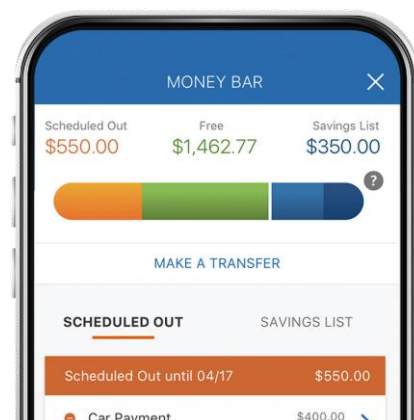 MONEY BAR
Scheduled Out Free Savings List
$550.00 $1,462.77 $350.00
?
MAKE A TRANSFER
SCHEDULED OUT SAVINGS LIST
Scheduled Out until 04/17 $550.00
Car Payment $400.00